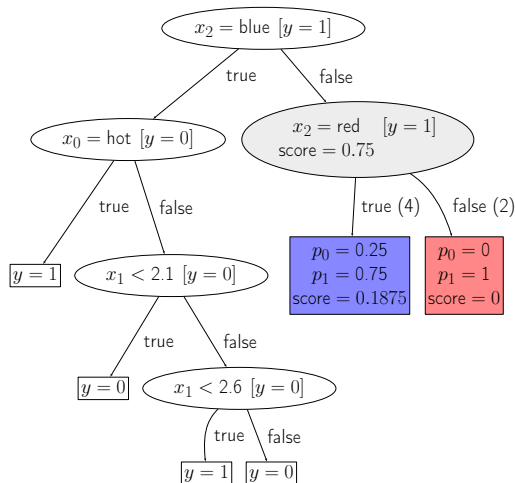 x₂ = blue [y = 1]
true
false
x₀ = hot [y = 0]
x₂ = red [y = 1]
score = 0.75
true
false
true (4)
false (2)
y = 1
x₁ < 2.1 [y = 0]
p₀ = 0.25
p₁ = 0.75
score = 0.1875
p₀ = 0
p₁ = 1
score = 0
true
false
y = 0
x₁ < 2.6 [y = 0]
true
false
y = 1
y = 0